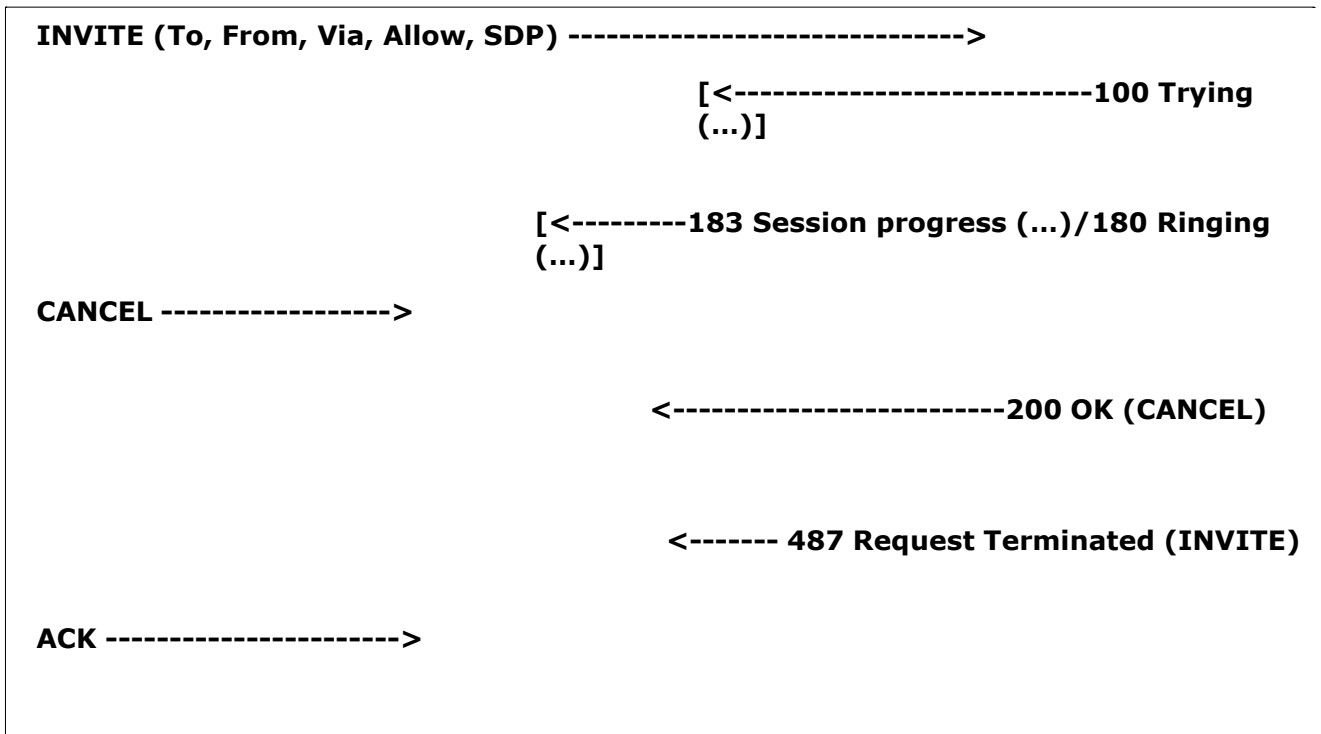 INVITE (To, From, Via, Allow, SDP) ------------------------------->
[<----------------------------100 Trying
(…)]
[<---------183 Session progress (…)/180 Ringing
(…)]
CANCEL ------------------>
<--------------------------200 OK (CANCEL)
<------- 487 Request Terminated (INVITE)
ACK ----------------------->